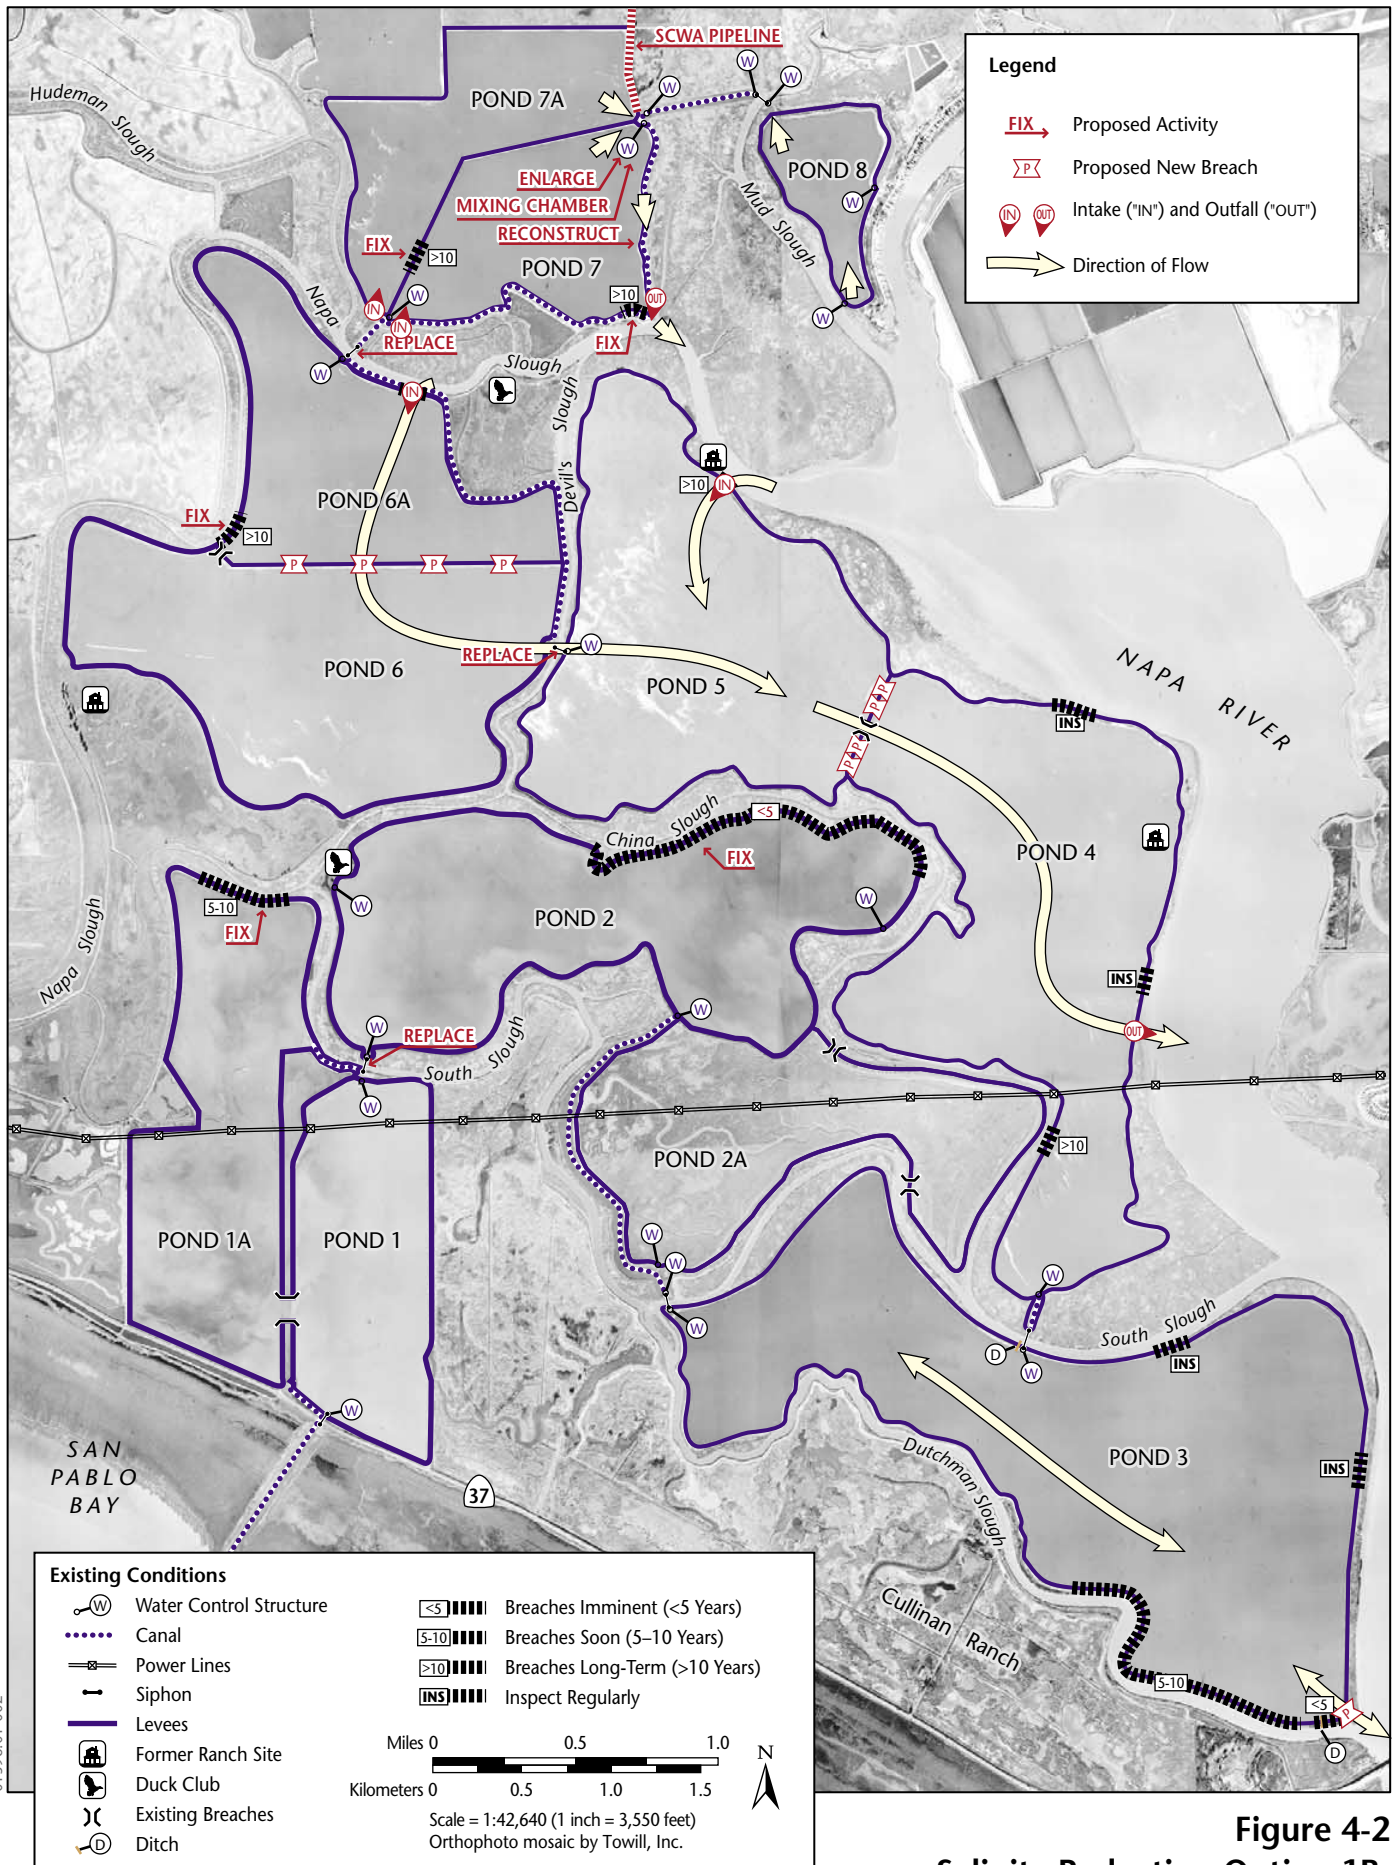 SCWA PIPELINE
Hudeman
Slough
POND 7A
W
W
W
W
ENLARGE
MIXING CHAMBER
RECONSTRUCT
POND 8
W
Mud Slough
FIX
>10
POND 7
Napa
IN
W
>10
OUT
W
IN
REPLACE
FIX
W
Slough
IN
Slough
Devil's
>10
IN
POND 6A
FIX
>10
P
P
P
P
REPLACE
W
POND 6
POND 5
P
P
P
P
INS
NAPA RIVER
China Slough
<5
FIX
POND 4
5-10
FIX
W
POND 2
W
Napa Slough
INS
OUT
W
REPLACE
South Slough
W
W
POND 2A
>10
POND 1A
POND 1
W
W
W
W
D
W
South Slough
INS
W
POND 3
INS
Dutchman Slough
SAN
PABLO
BAY
37
Cullinan Ranch
5-10
<5
P
D
Legend
FIX Proposed Activity
P Proposed New Breach
IN OUT Intake ("IN") and Outfall ("OUT")
Direction of Flow
Existing Conditions
W Water Control Structure
Canal
Power Lines
Siphon
Levees
Former Ranch Site
Duck Club
Existing Breaches
D Ditch
<5 Breaches Imminent (<5 Years)
5-10 Breaches Soon (5–10 Years)
>10 Breaches Long-Term (>10 Years)
INS Inspect Regularly
Miles 0 0.5 1.0
Kilometers 0 0.5 1.0 1.5
N
Scale = 1:42,640 (1 inch = 3,550 feet)
Orthophoto mosaic by Towill, Inc.
Figure 4-2